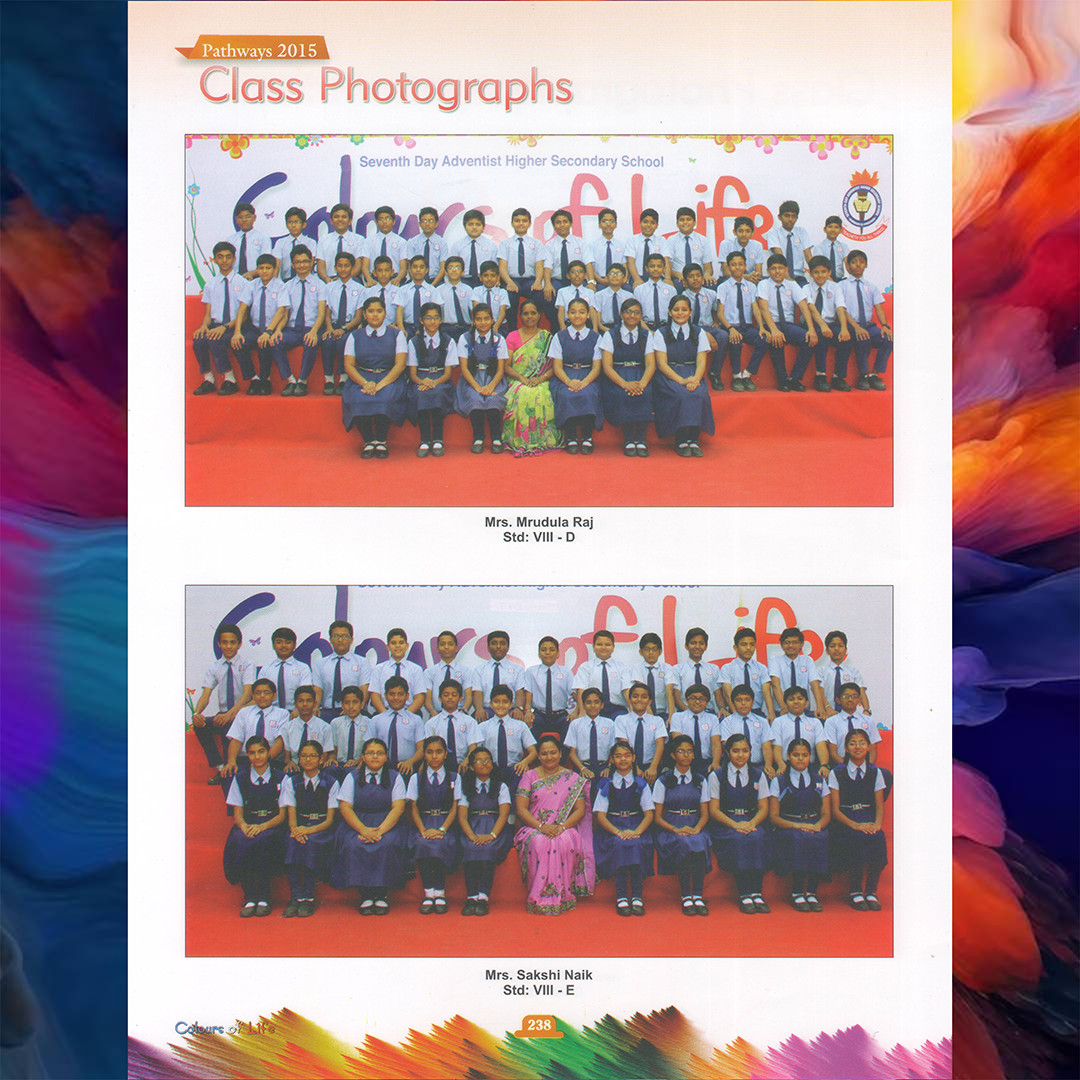 Pathways 2015
Class Photographs
Seventh Day Adventist Higher Secondary School
Colours of Life
Mrs. Mrudula Raj
Std: VIII - D
Seventh Day Adventist Higher Secondary School
Colours of Life
Mrs. Sakshi Naik
Std: VIII - E
Colours of Life
238